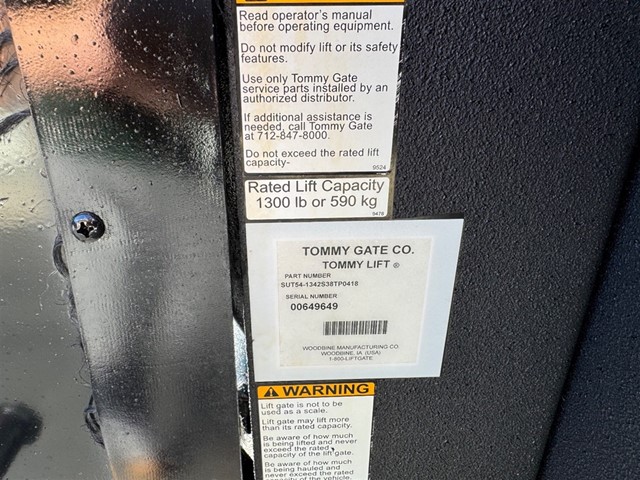 Read operator's manual
before operating equipment.
Do not modify lift or its safety
features.
Use only Tommy Gate
service parts installed by an
authorized distributor.
If additional assistance is
needed, call Tommy Gate
at 712-847-8000.
Do not exceed the rated lift
capacity-
9524
Rated Lift Capacity
1300 lb or 590 kg
9478
TOMMY GATE CO.
TOMMY LIFT ®
PART NUMBER
SUT54-1342S38TP0418
SERIAL NUMBER
00649649
WOODBINE MANUFACTURING CO.
WOODBINE, IA (USA)
1-800-LIFTGATE
WARNING
Lift gate is not to be
used as a scale.
Lift gate may lift more
than its rated capacity.
Be aware of how much
is being lifted and never
exceed the rated
capacity of the lift gate.
Be aware of how much
is being hauled and
never exceed the rated
capacity of the vehicle.